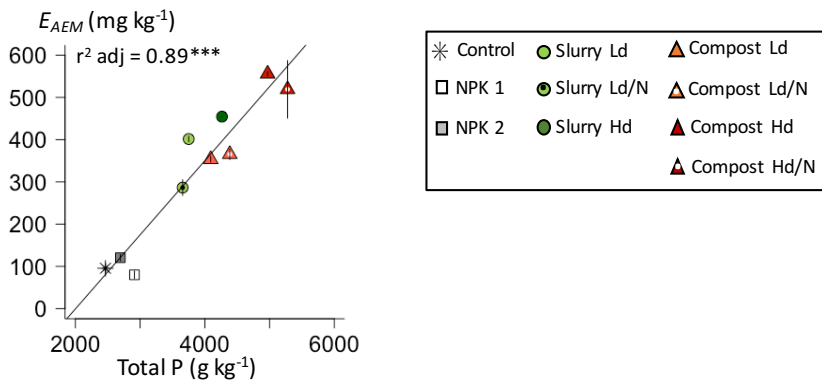 E_AEM (mg kg⁻¹)
r² adj = 0.89***
600
500
400
300
200
100
0
2000 4000 6000
Total P (g kg⁻¹)
Control Slurry Ld Compost Ld
NPK 1 Slurry Ld/N Compost Ld/N
NPK 2 Slurry Hd Compost Hd
Compost Hd/N